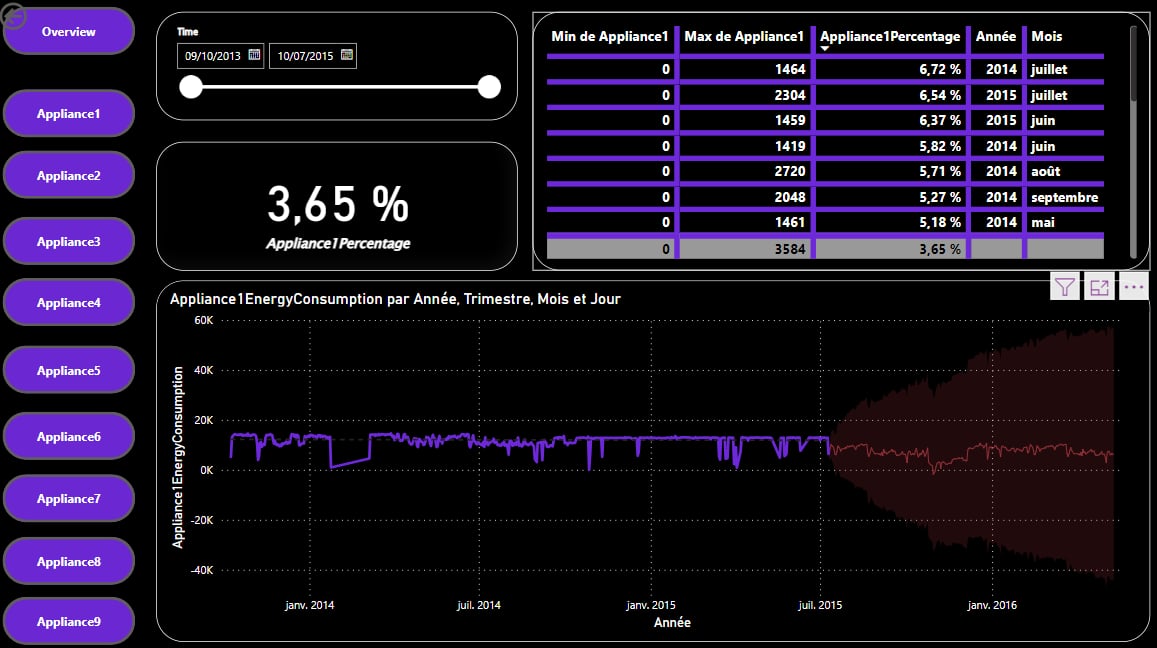 Overview
Appliance1
Appliance2
Appliance3
Appliance4
Appliance5
Appliance6
Appliance7
Appliance8
Appliance9
Time
09/10/2013 10/07/2015
3,65 %
Appliance1Percentage
Min de Appliance1 Max de Appliance1 Appliance1Percentage Année Mois
0 1464 6,72 % 2014 juillet
0 2304 6,54 % 2015 juillet
0 1459 6,37 % 2015 juin
0 1419 5,82 % 2014 juin
0 2720 5,71 % 2014 août
0 2048 5,27 % 2014 septembre
0 1461 5,18 % 2014 mai
0 3584 3,65 %
Appliance1EnergyConsumption par Année, Trimestre, Mois et Jour
Appliance1EnergyConsumption
60K
40K
20K
0K
-20K
-40K
janv. 2014 juil. 2014 janv. 2015 juil. 2015 janv. 2016
Année